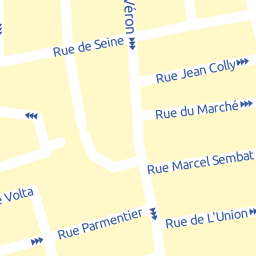 Véron
Rue de Seine
Rue Jean Colly
Rue du Marché
Rue Marcel Sembat
Volta
Rue Parmentier
Rue de L'Union